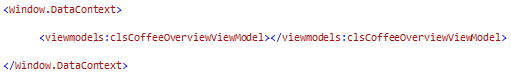 <Window.DataContext>
<viewmodels:clsCoffeeOverviewViewModel></viewmodels:clsCoffeeOverviewViewModel>
</Window.DataContext>